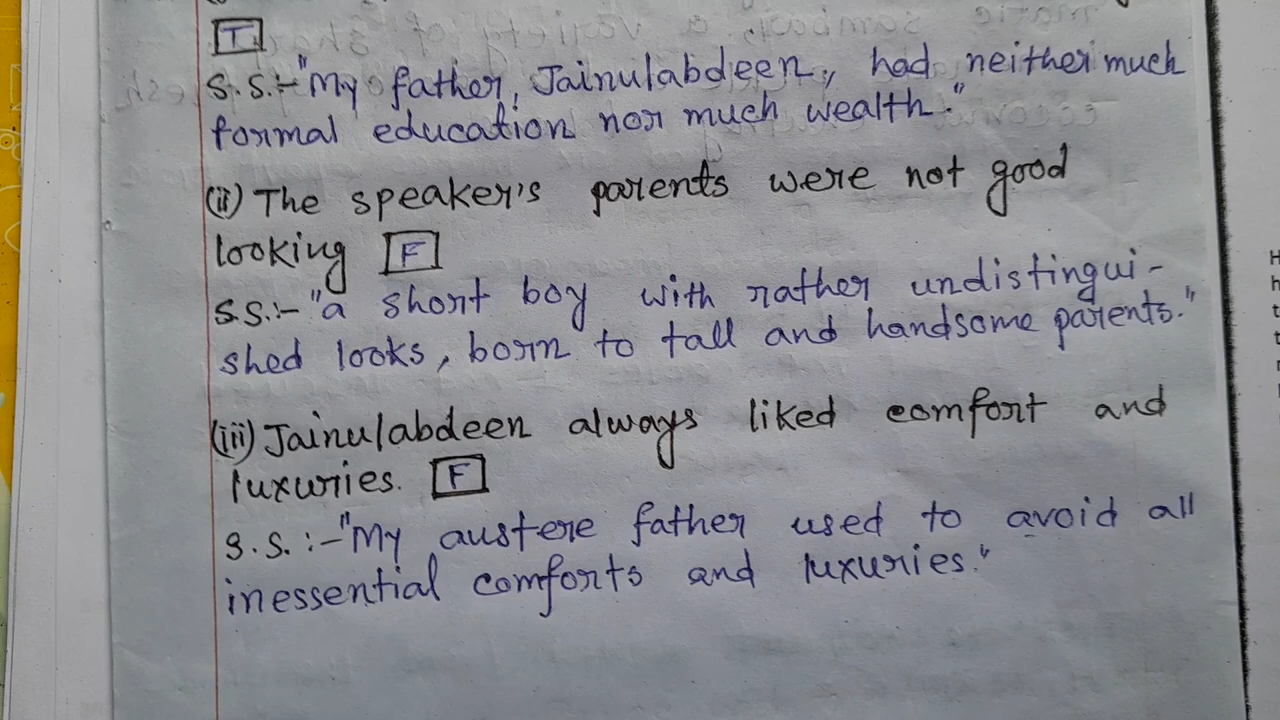 T
S.S:- "My father, Jainulabdeen, had neither much
formal education nor much wealth."
(ii) The speaker's parents were not good
looking F
S.S.:- "a short boy with rather undistingui-
shed looks, born to tall and handsome parents."
(iii) Jainulabdeen always liked comfort and
luxuries. F
S.S. :- "My austere father used to avoid all
inessential comforts and luxuries."